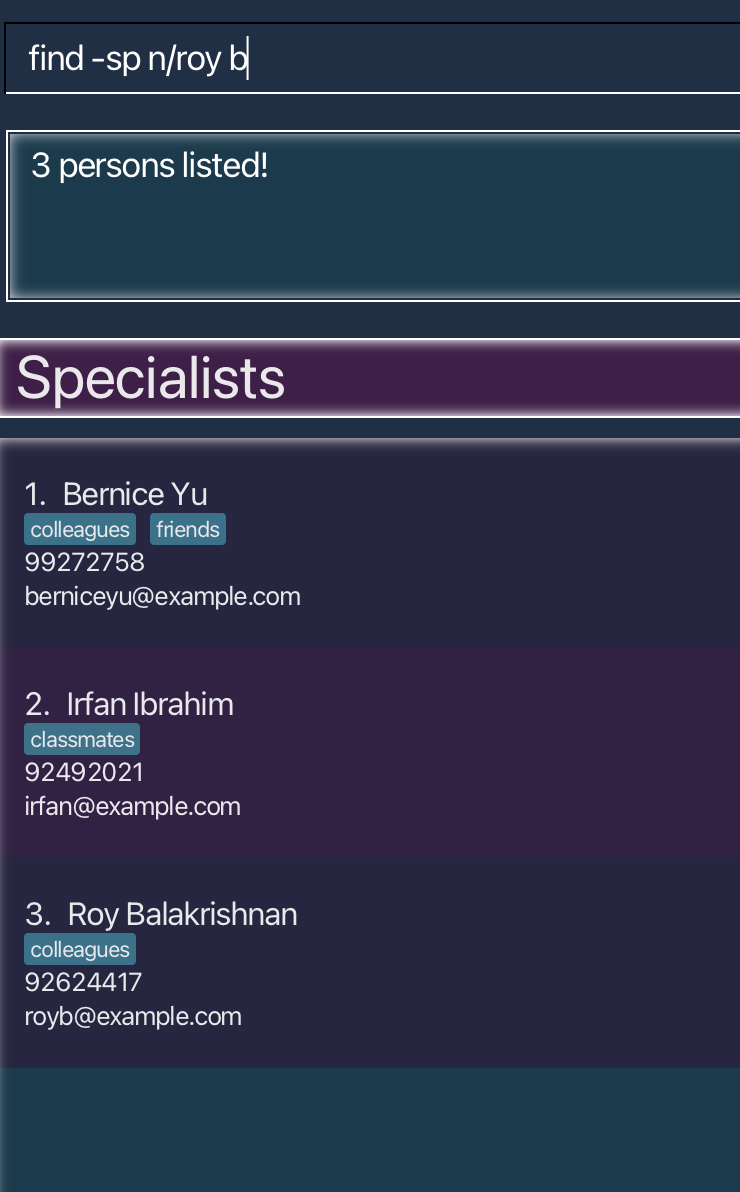 find -sp n/roy b
3 persons listed!
Specialists
1. Bernice Yu
colleagues friends
99272758
berniceyu@example.com
2. Irfan Ibrahim
classmates
92492021
irfan@example.com
3. Roy Balakrishnan
colleagues
92624417
royb@example.com